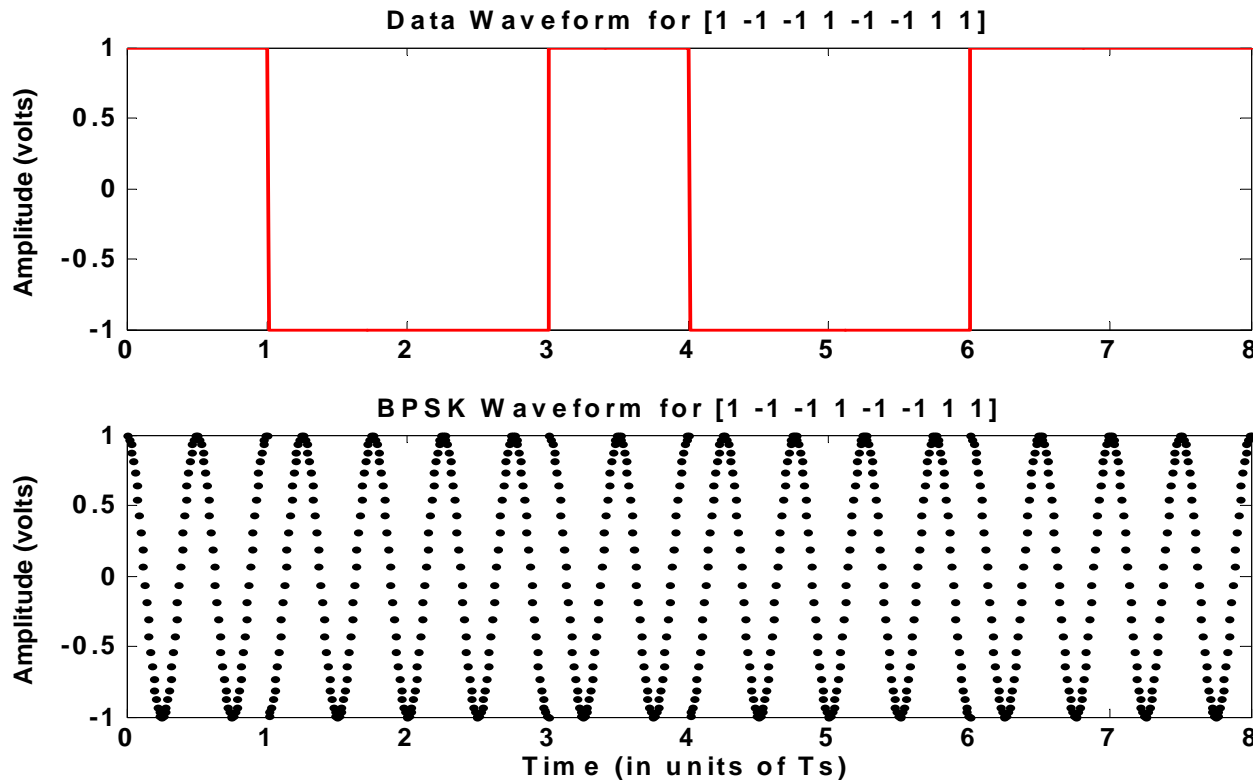 Data Waveform for [1 -1 -1 1 -1 -1 1 1]
Amplitude (volts)
1
0.5
0
-0.5
-1
0 1 2 3 4 5 6 7 8
BPSK Waveform for [1 -1 -1 1 -1 -1 1 1]
Amplitude (volts)
1
0.5
0
-0.5
-1
0 1 2 3 4 5 6 7 8
Time (in units of Ts)